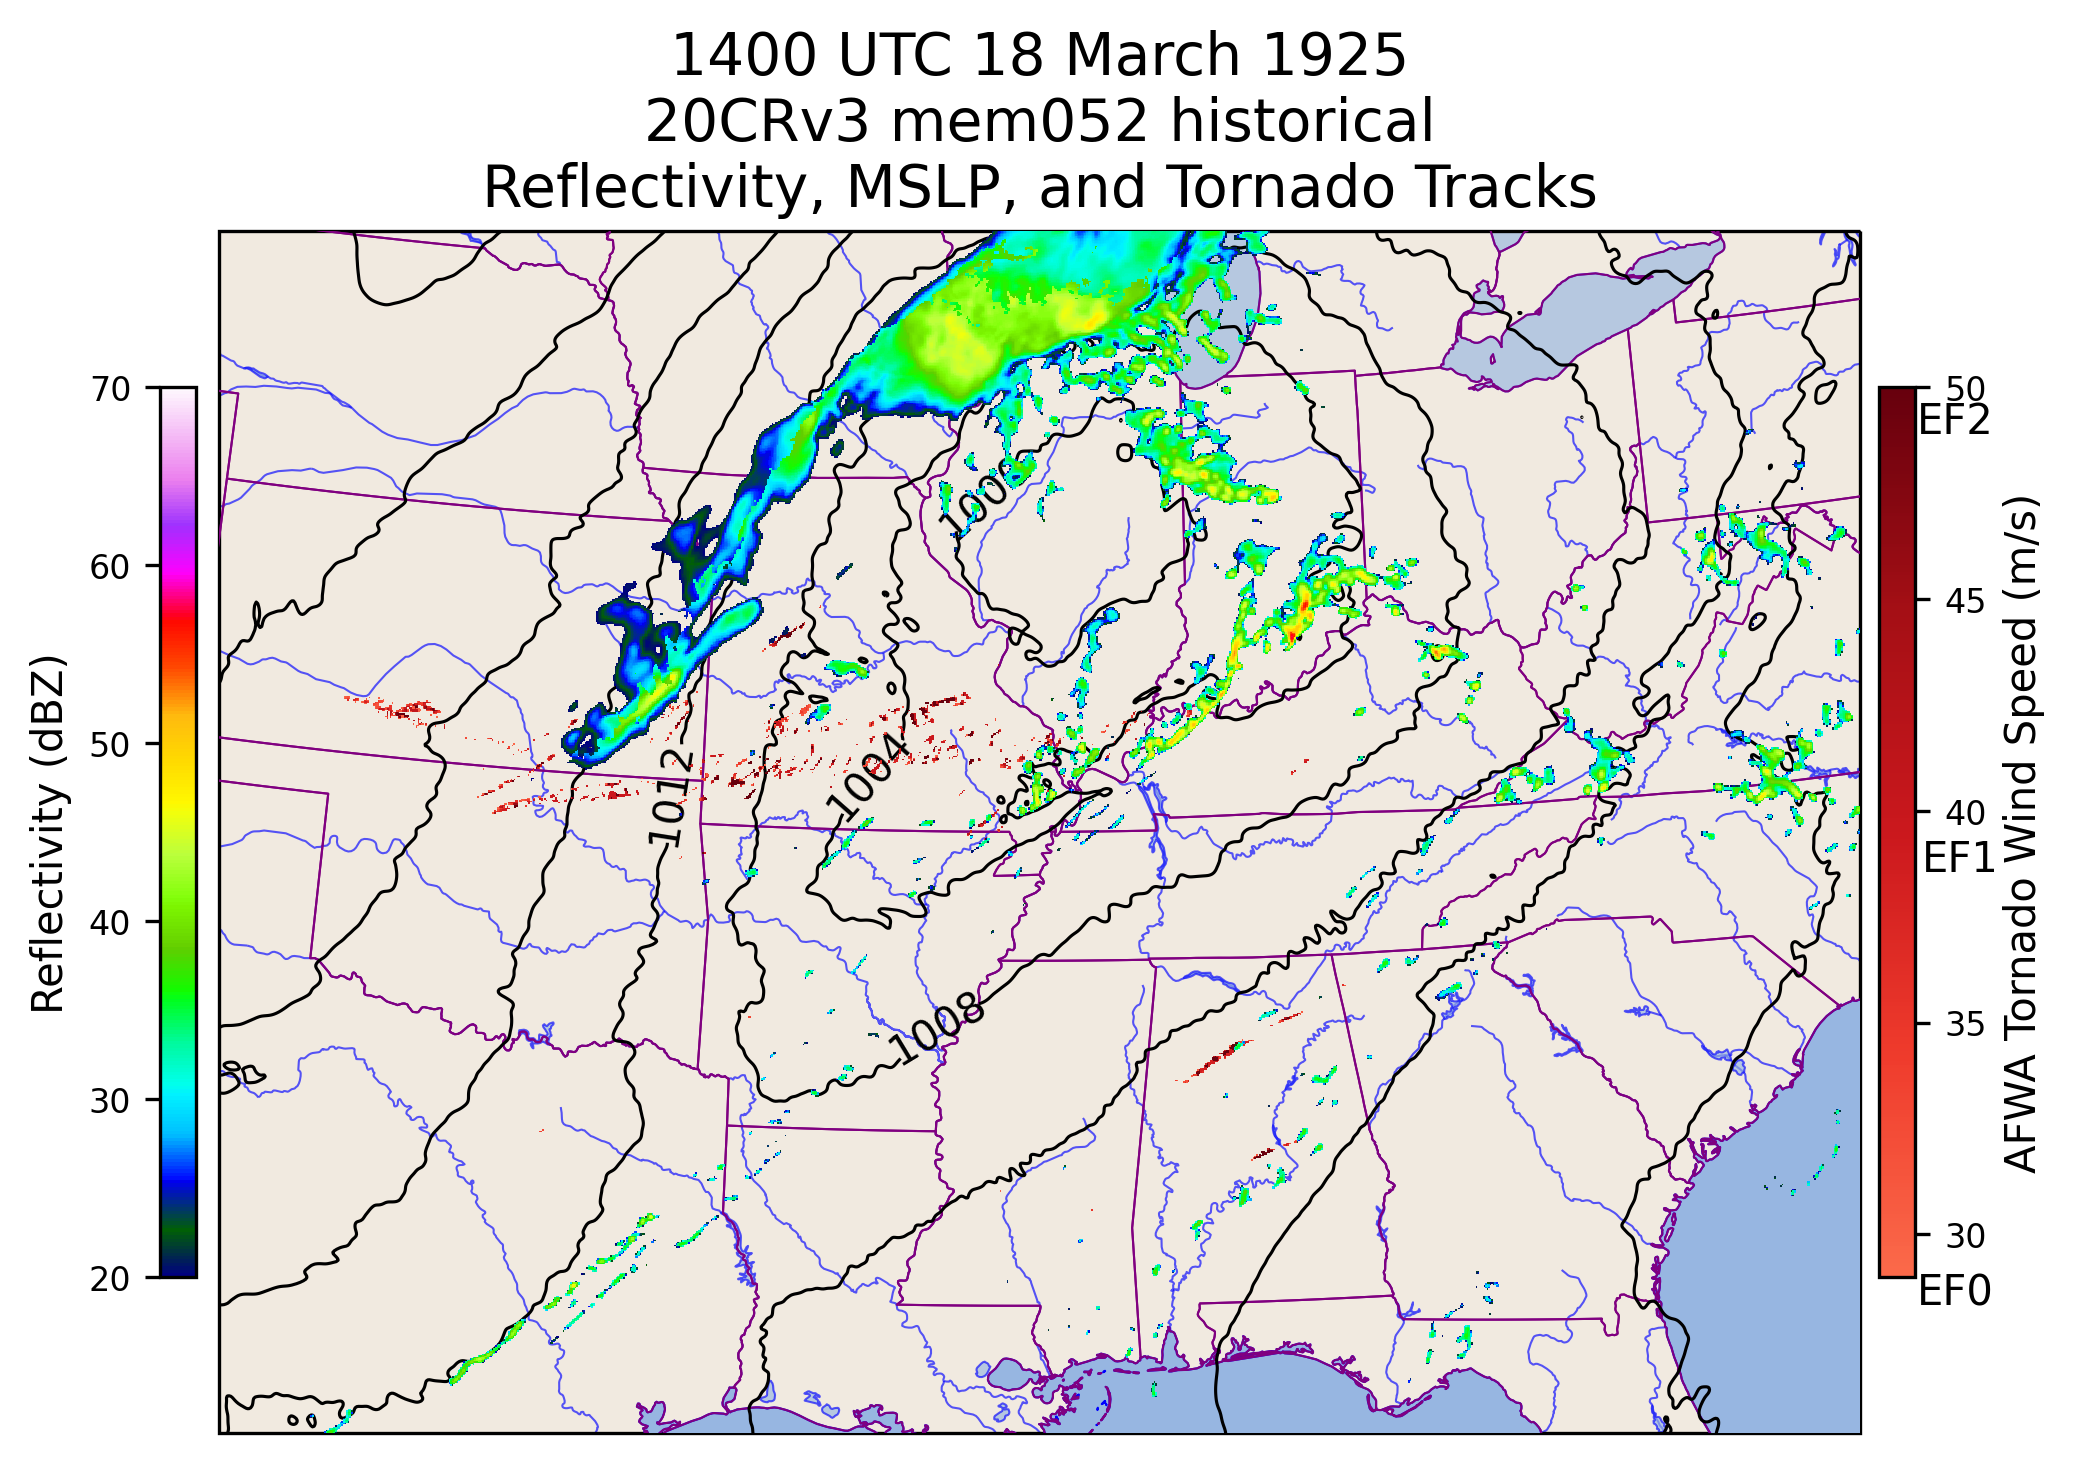 1400 UTC 18 March 1925
20CRv3 mem052 historical
Reflectivity, MSLP, and Tornado Tracks
Reflectivity (dBZ)
70
60
50
40
30
20
1012
1004
1008
50
EF2
45
40
EF1
35
30
EF0
AFWA Tornado Wind Speed (m/s)